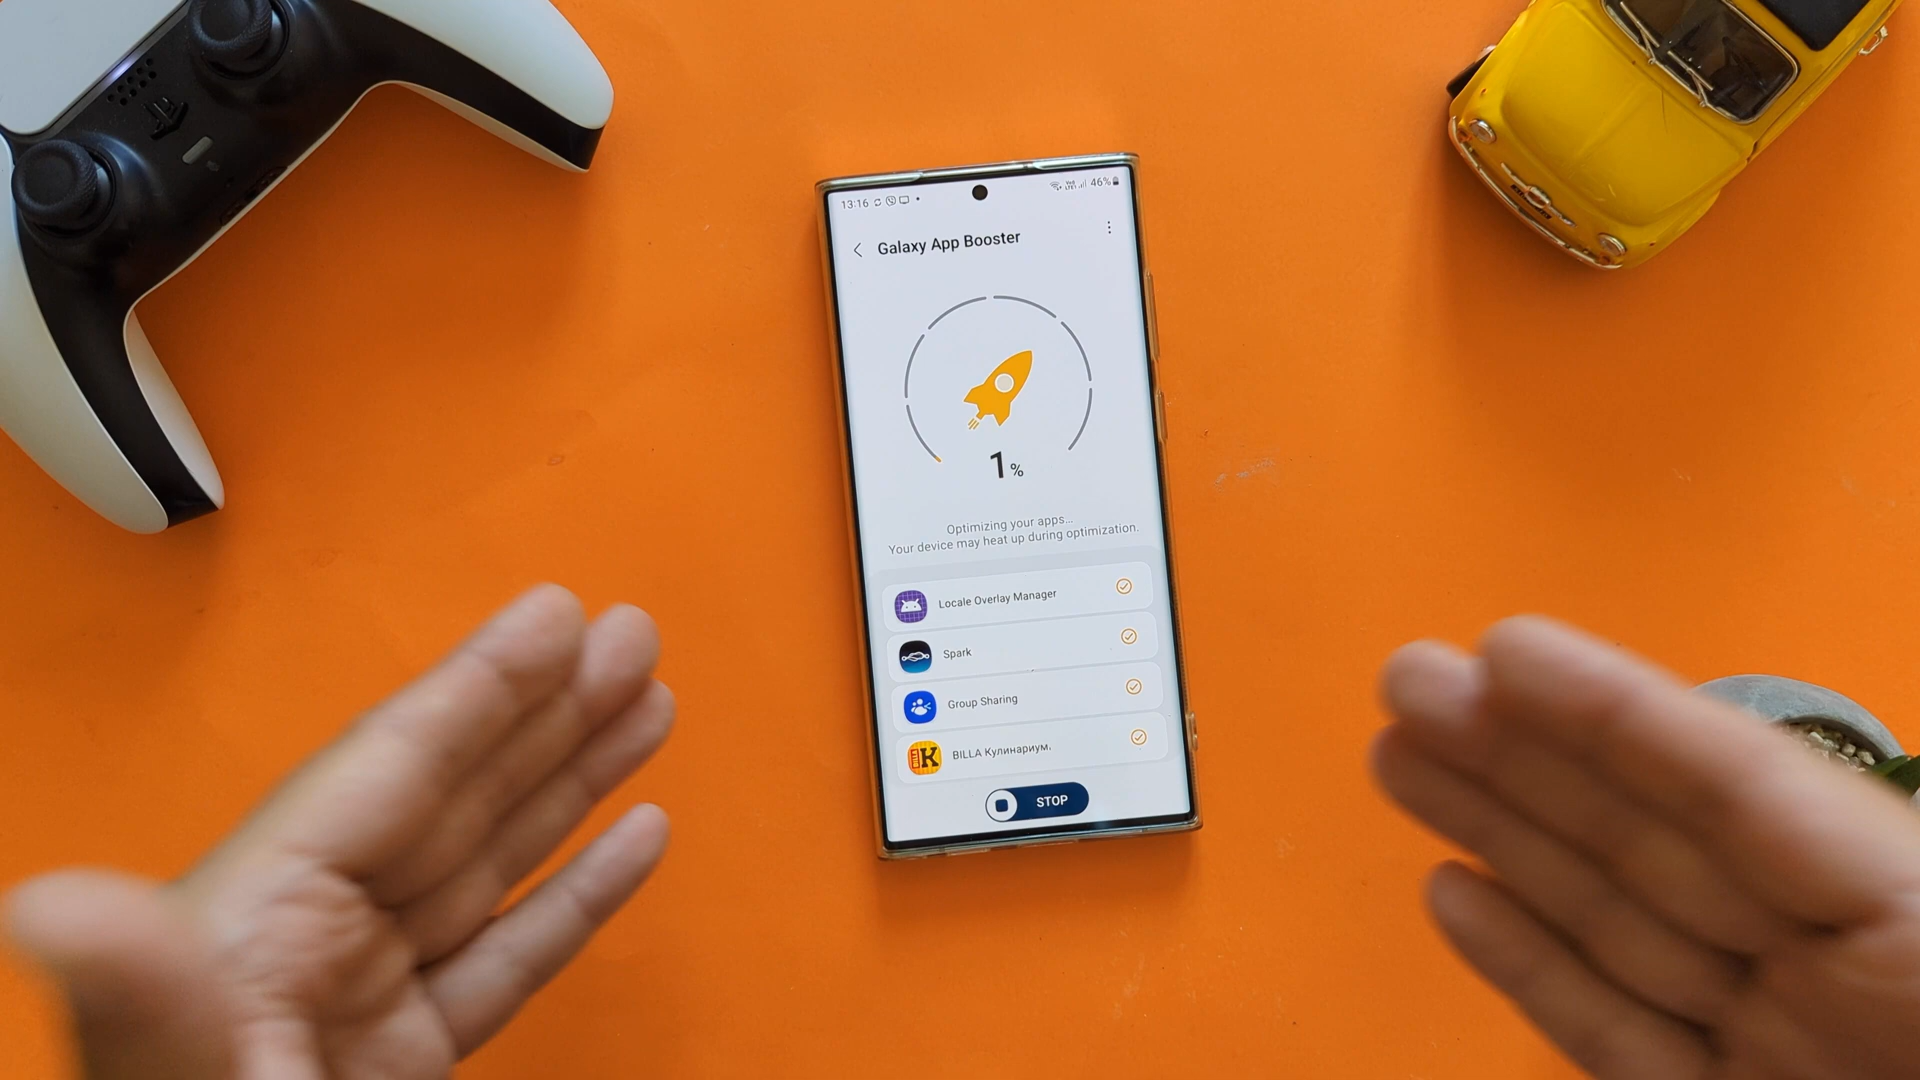 13:16
46%
Galaxy App Booster
1%
Optimizing your apps...
Your device may heat up during optimization.
Locale Overlay Manager
Spark
Group Sharing
BILLA K
BILLA Кулинариум.
STOP